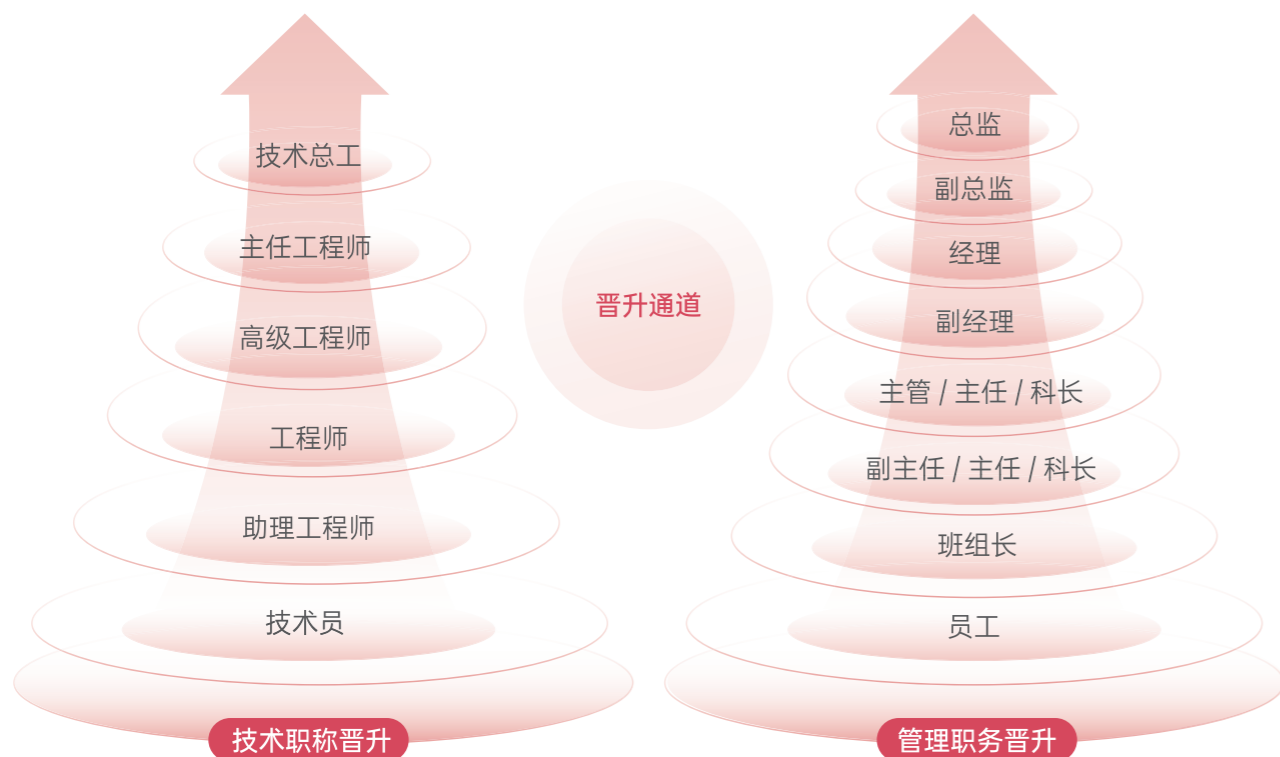 技术总工
主任工程师
高级工程师
工程师
助理工程师
技术员
技术职称晋升
晋升通道
总监
副总监
经理
副经理
主管 / 主任 / 科长
副主任 / 主任 / 科长
班组长
员工
管理职务晋升